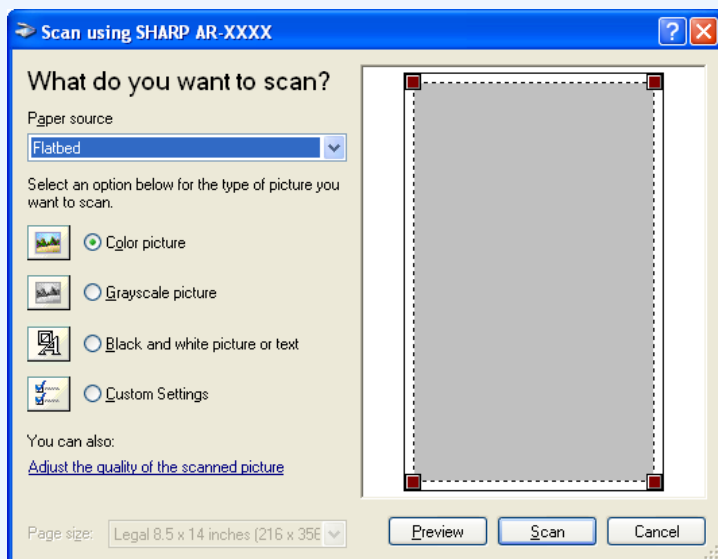 Scan using SHARP AR-XXXX
What do you want to scan?
Paper source
Flatbed
Select an option below for the type of picture you
want to scan.
Color picture
Grayscale picture
Black and white picture or text
Custom Settings
You can also:
Adjust the quality of the scanned picture
Page size: Legal 8.5 x 14 inches (216 x 356
Preview Scan Cancel